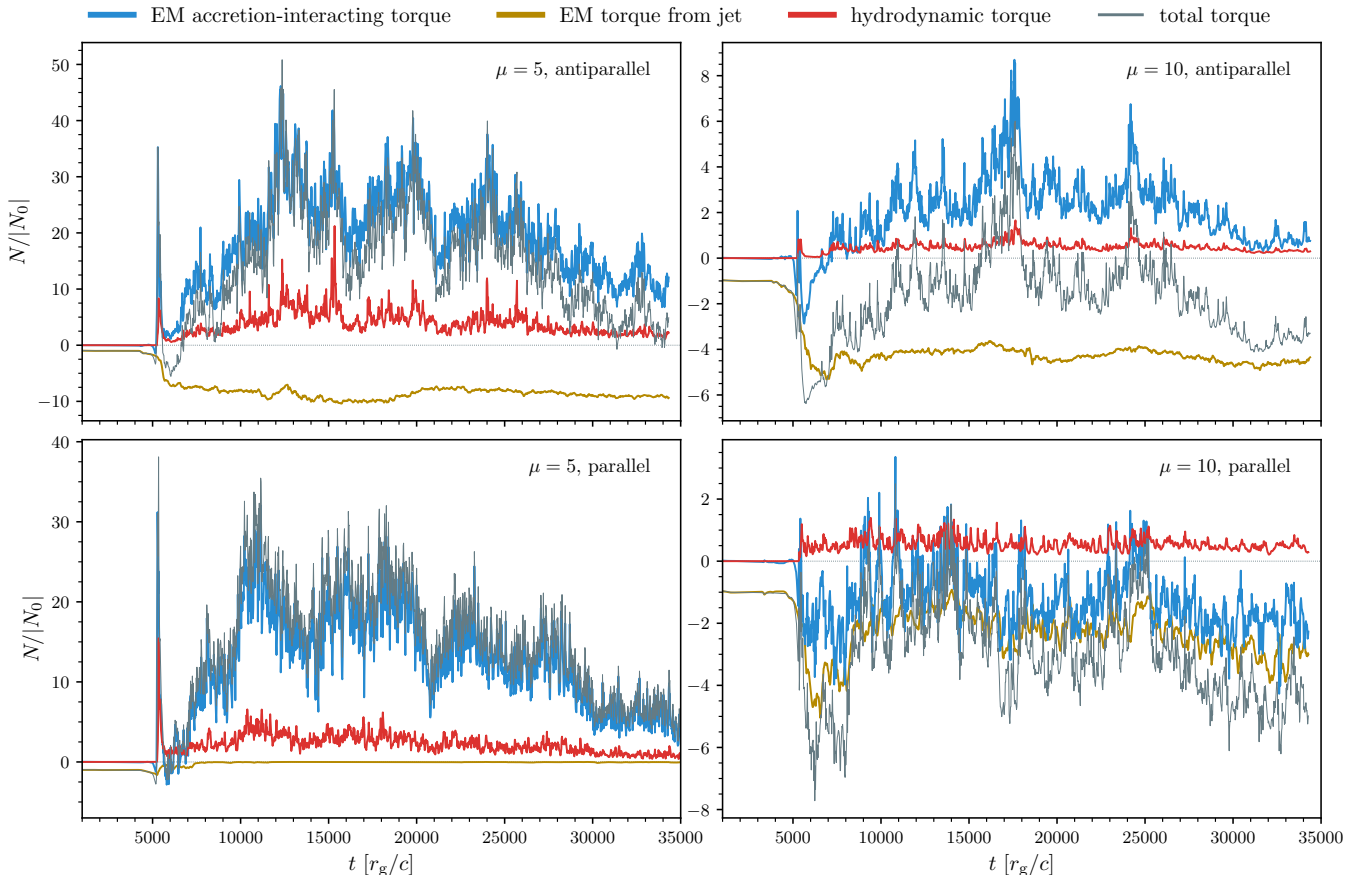 EM accretion-interacting torque EM torque from jet hydrodynamic torque total torque
μ = 5, antiparallel
50
40
30
20
10
0
−10
N/|N₀|
μ = 10, antiparallel
8
6
4
2
0
−2
−4
−6
μ = 5, parallel
40
30
20
10
0
N/|N₀|
5000 10000 15000 20000 25000 30000 35000
t [r_g/c]
μ = 10, parallel
2
0
−2
−4
−6
−8
5000 10000 15000 20000 25000 30000 35000
t [r_g/c]